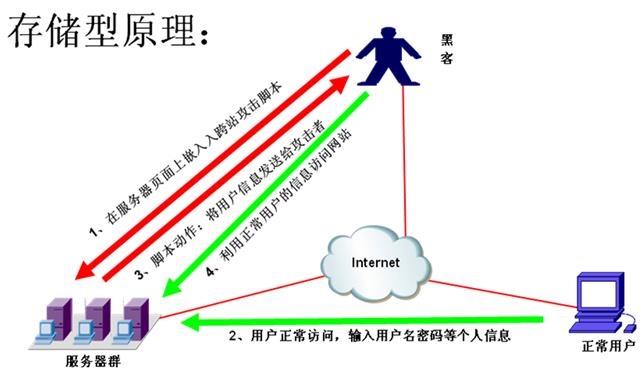 存储型原理：
黑
客
1、在服务器页面上嵌入入跨站攻击脚本
3、脚本动作：将用户信息发送给攻击者
4、利用正常用户的信息访问网站
Internet
2、用户正常访问，输入用户名密码等个人信息
服务器群
正常用户